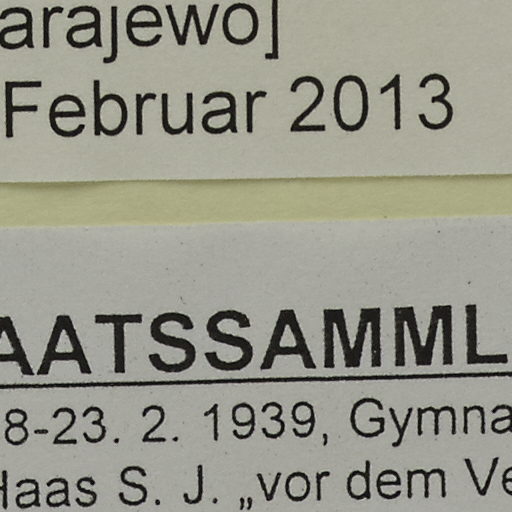 arajewo]
Februar 2013
AATSSAMML
8-23. 2. 1939, Gymna
Haas S. J. „vor dem Ve